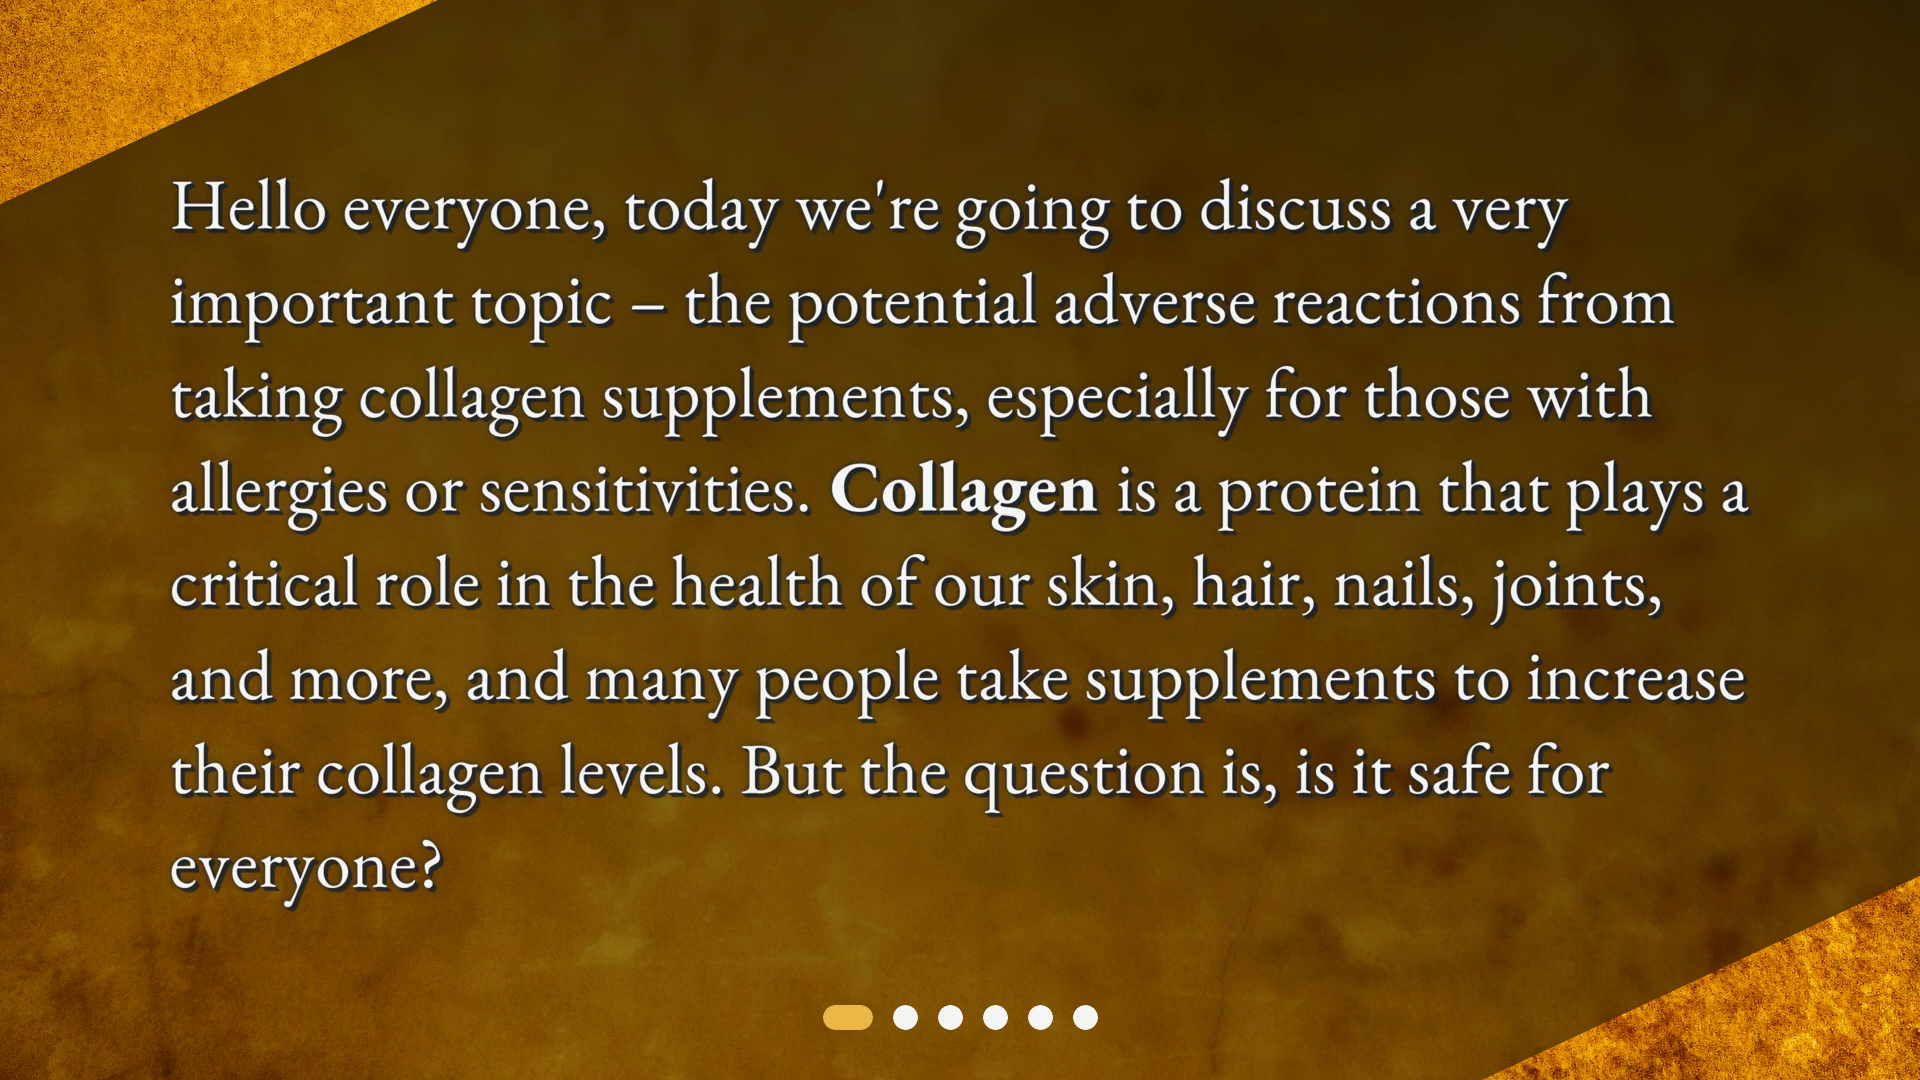 Hello everyone, today we're going to discuss a very
important topic – the potential adverse reactions from
taking collagen supplements, especially for those with
allergies or sensitivities. Collagen is a protein that plays a
critical role in the health of our skin, hair, nails, joints,
and more, and many people take supplements to increase
their collagen levels. But the question is, is it safe for
everyone?